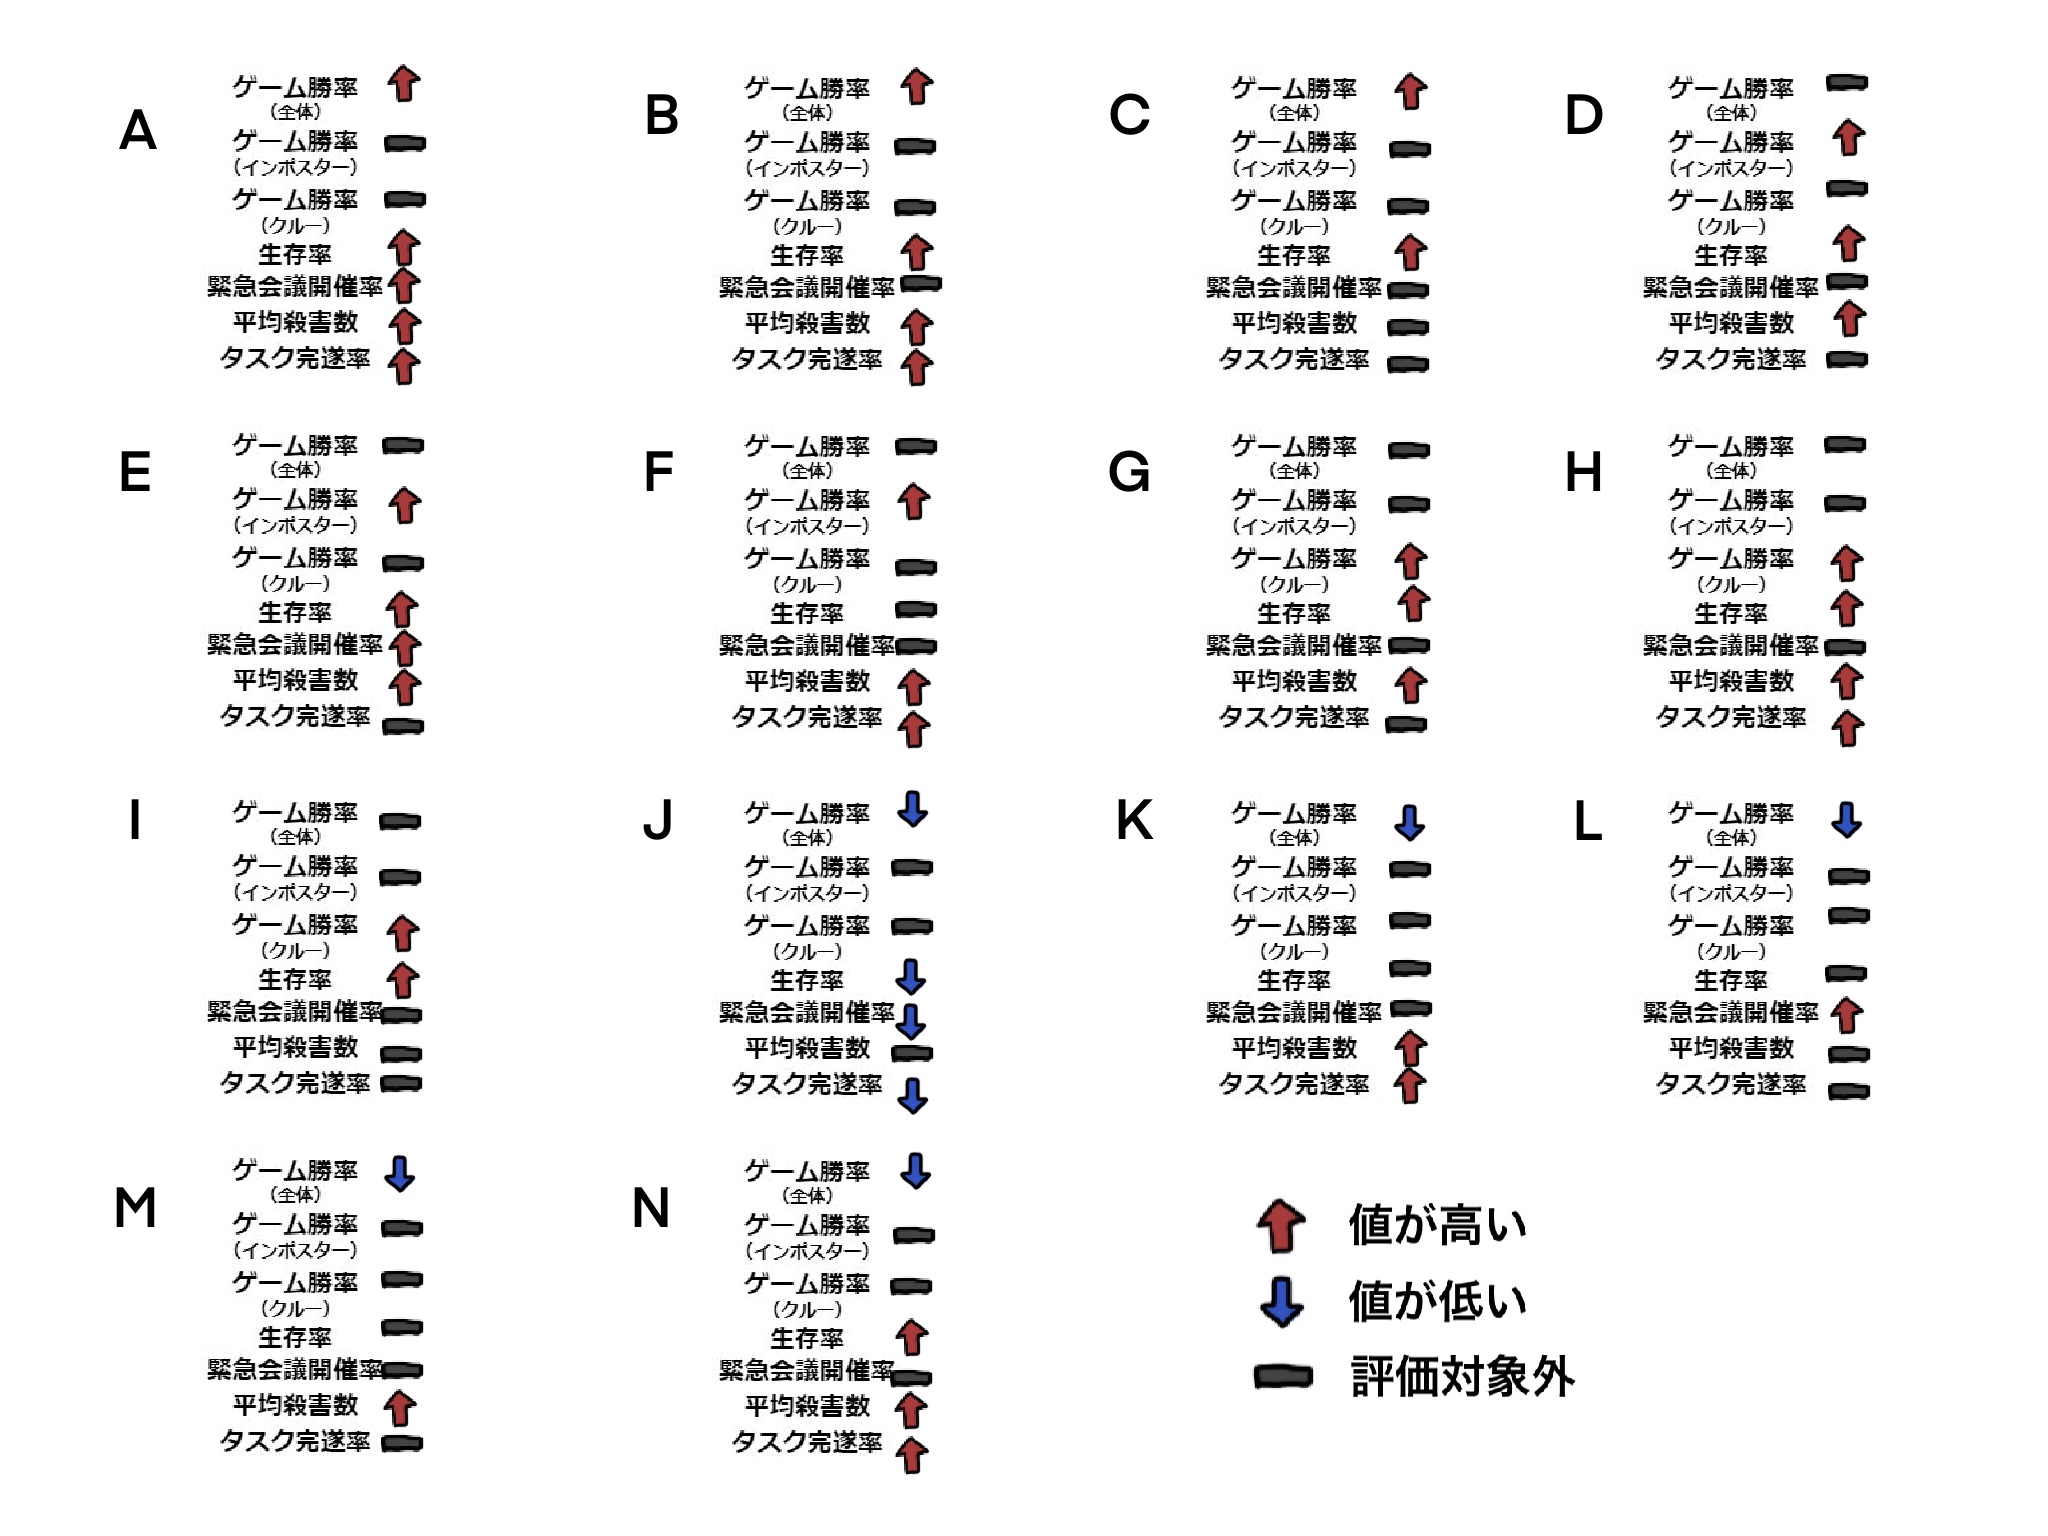 A
ゲーム勝率
(全体)
ゲーム勝率
(インポスター)
ゲーム勝率
(クルー)
生存率
緊急会議開催率
平均殺害数
タスク完遂率
B
ゲーム勝率
(全体)
ゲーム勝率
(インポスター)
ゲーム勝率
(クルー)
生存率
緊急会議開催率
平均殺害数
タスク完遂率
C
ゲーム勝率
(全体)
ゲーム勝率
(インポスター)
ゲーム勝率
(クルー)
生存率
緊急会議開催率
平均殺害数
タスク完遂率
D
ゲーム勝率
(全体)
ゲーム勝率
(インポスター)
ゲーム勝率
(クルー)
生存率
緊急会議開催率
平均殺害数
タスク完遂率
E
ゲーム勝率
(全体)
ゲーム勝率
(インポスター)
ゲーム勝率
(クルー)
生存率
緊急会議開催率
平均殺害数
タスク完遂率
F
ゲーム勝率
(全体)
ゲーム勝率
(インポスター)
ゲーム勝率
(クルー)
生存率
緊急会議開催率
平均殺害数
タスク完遂率
G
ゲーム勝率
(全体)
ゲーム勝率
(インポスター)
ゲーム勝率
(クルー)
生存率
緊急会議開催率
平均殺害数
タスク完遂率
H
ゲーム勝率
(全体)
ゲーム勝率
(インポスター)
ゲーム勝率
(クルー)
生存率
緊急会議開催率
平均殺害数
タスク完遂率
I
ゲーム勝率
(全体)
ゲーム勝率
(インポスター)
ゲーム勝率
(クルー)
生存率
緊急会議開催率
平均殺害数
タスク完遂率
J
ゲーム勝率
(全体)
ゲーム勝率
(インポスター)
ゲーム勝率
(クルー)
生存率
緊急会議開催率
平均殺害数
タスク完遂率
K
ゲーム勝率
(全体)
ゲーム勝率
(インポスター)
ゲーム勝率
(クルー)
生存率
緊急会議開催率
平均殺害数
タスク完遂率
L
ゲーム勝率
(全体)
ゲーム勝率
(インポスター)
ゲーム勝率
(クルー)
生存率
緊急会議開催率
平均殺害数
タスク完遂率
M
ゲーム勝率
(全体)
ゲーム勝率
(インポスター)
ゲーム勝率
(クルー)
生存率
緊急会議開催率
平均殺害数
タスク完遂率
N
ゲーム勝率
(全体)
ゲーム勝率
(インポスター)
ゲーム勝率
(クルー)
生存率
緊急会議開催率
平均殺害数
タスク完遂率
値が高い
値が低い
評価対象外